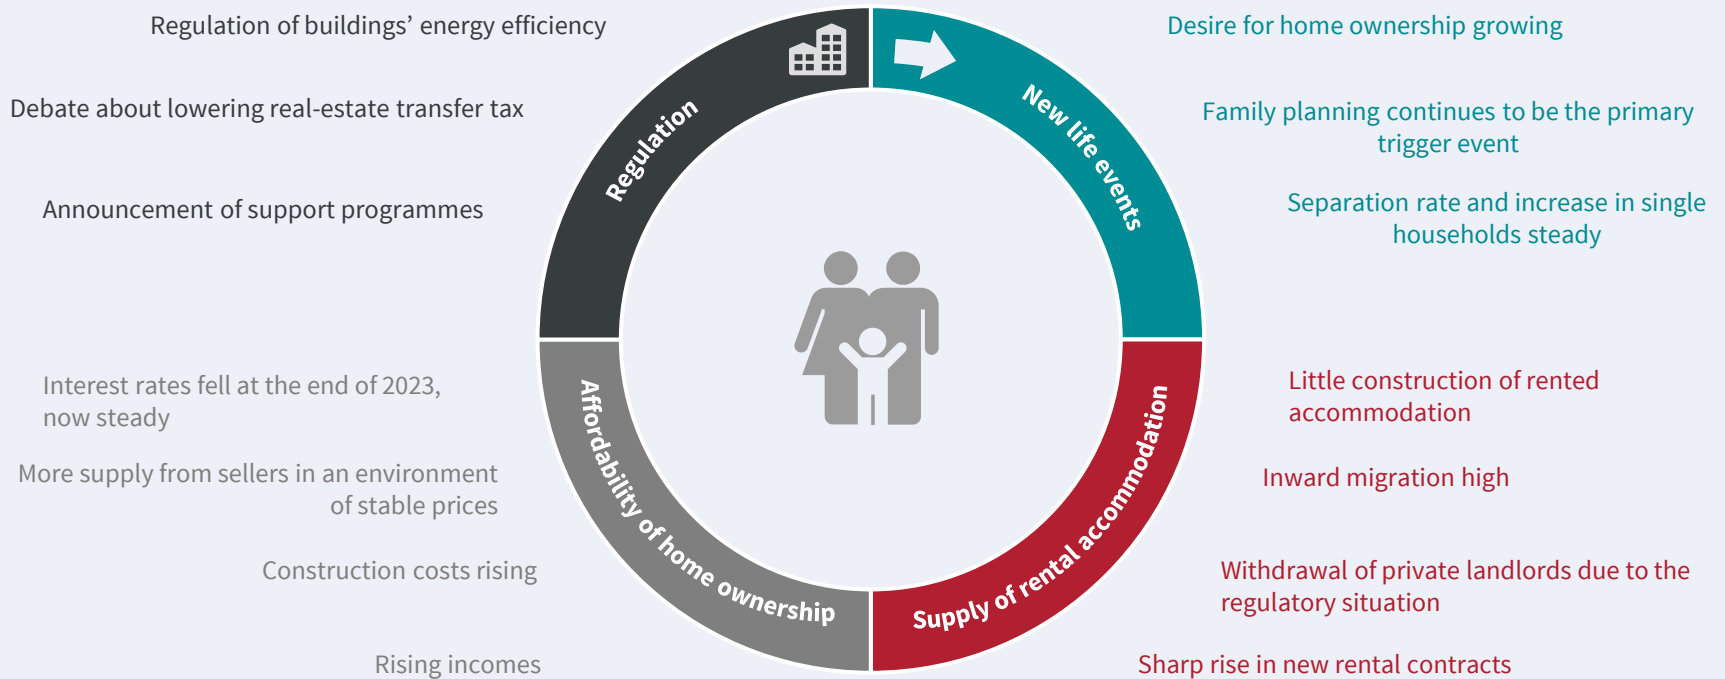 Regulation of buildings’ energy efficiency
Debate about lowering real-estate transfer tax
Announcement of support programmes
Regulation
New life events
Desire for home ownership growing
Family planning continues to be the primary
trigger event
Separation rate and increase in single
households steady
Interest rates fell at the end of 2023,
now steady
More supply from sellers in an environment
of stable prices
Construction costs rising
Rising incomes
Affordability of home ownership
Supply of rental accommodation
Little construction of rented
accommodation
Inward migration high
Withdrawal of private landlords due to the
regulatory situation
Sharp rise in new rental contracts